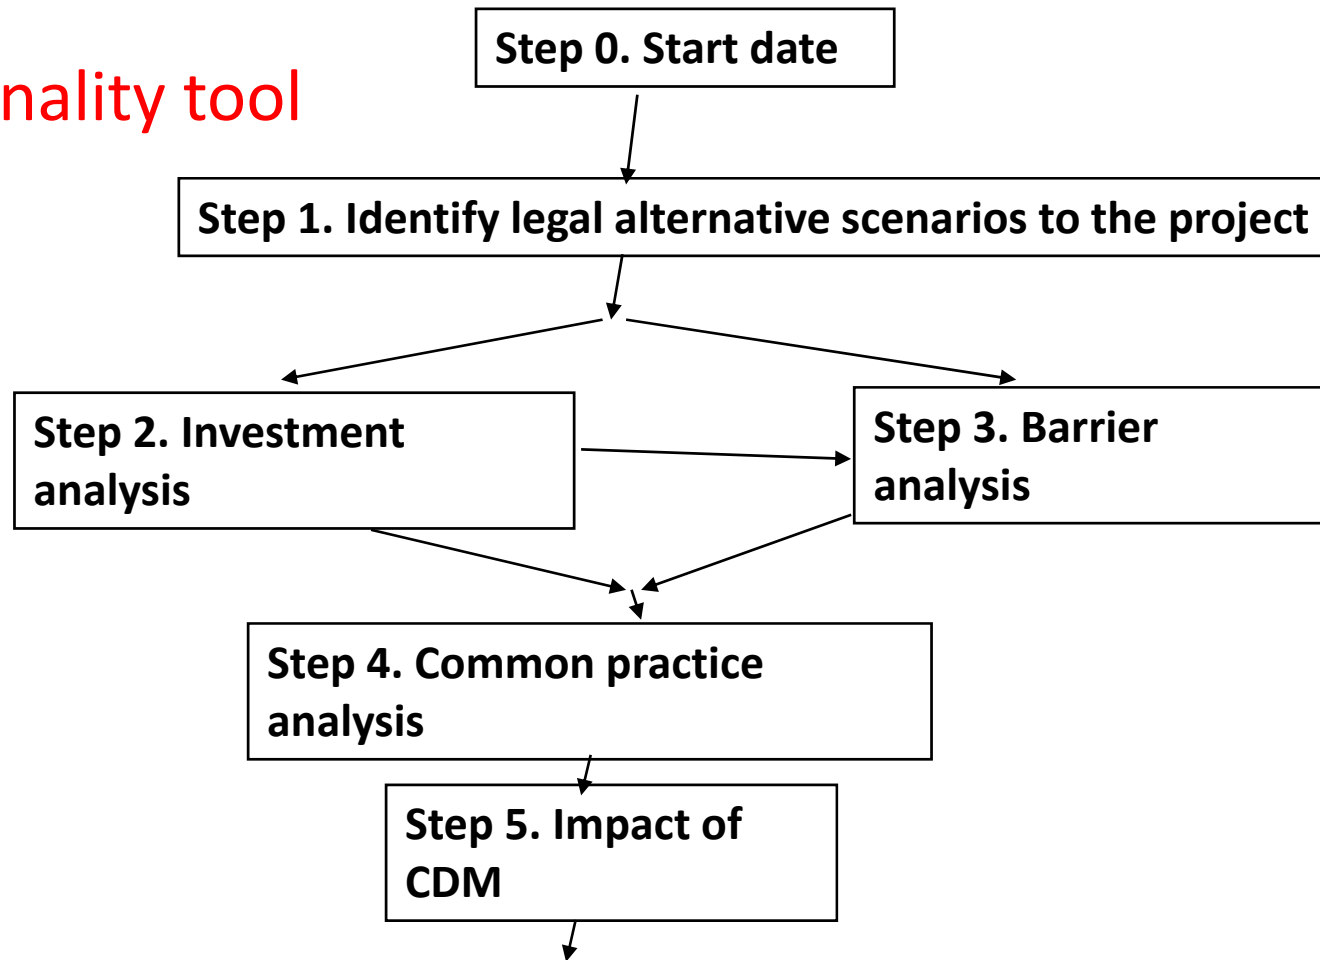 Step 0. Start date
nality tool
Step 1. Identify legal alternative scenarios to the project
Step 2. Investment
analysis
Step 3. Barrier
analysis
Step 4. Common practice
analysis
Step 5. Impact of
CDM